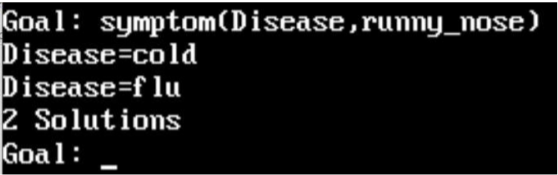 Goal: symptom(Disease,runny_nose)
Disease=cold
Disease=flu
2 Solutions
Goal: _